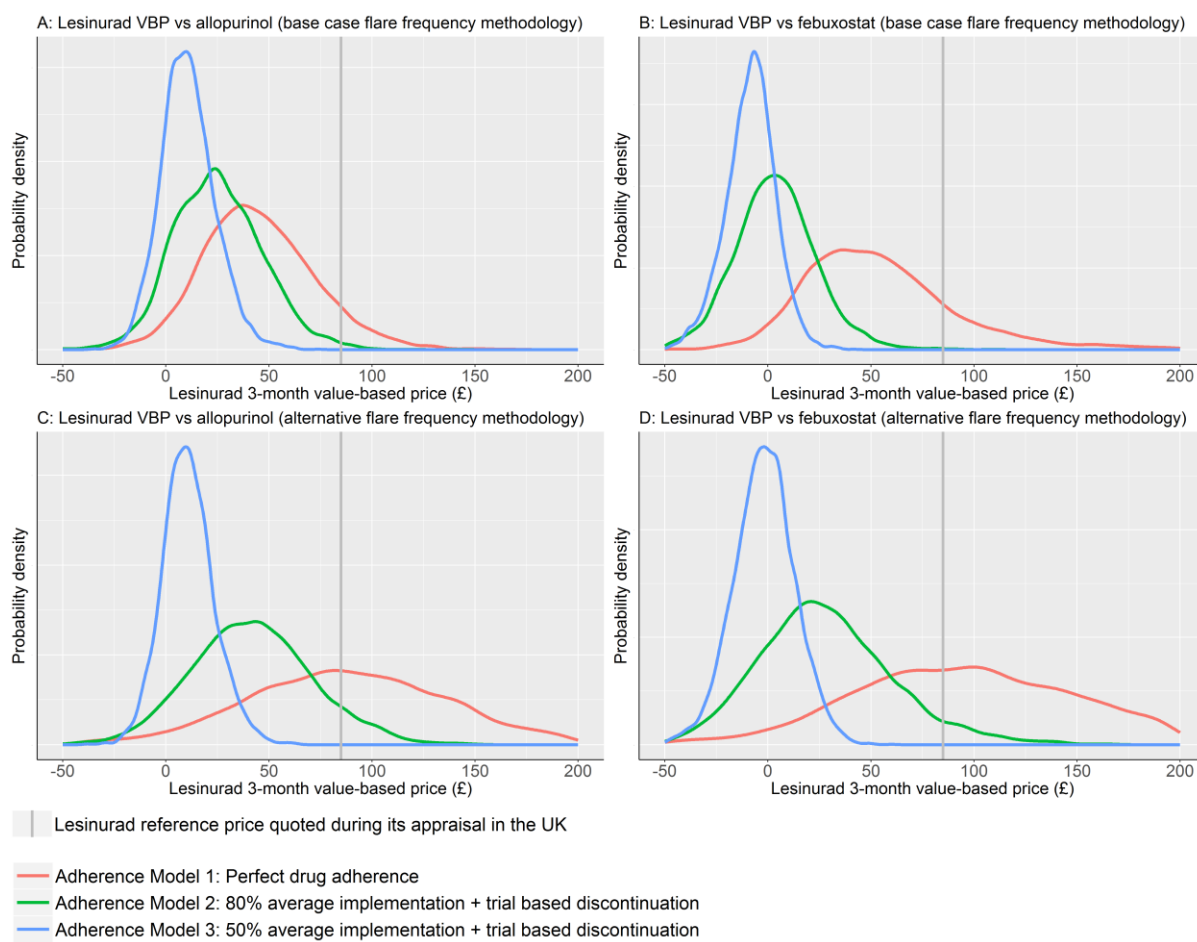 A: Lesinurad VBP vs allopurinol (base case flare frequency methodology)
Probability density
-50 0 50 100 150 200
Lesinurad 3-month value-based price (£)
B: Lesinurad VBP vs febuxostat (base case flare frequency methodology)
Probability density
-50 0 50 100 150 200
Lesinurad 3-month value-based price (£)
C: Lesinurad VBP vs allopurinol (alternative flare frequency methodology)
Probability density
-50 0 50 100 150 200
Lesinurad 3-month value-based price (£)
D: Lesinurad VBP vs febuxostat (alternative flare frequency methodology)
Probability density
-50 0 50 100 150 200
Lesinurad 3-month value-based price (£)
Lesinurad reference price quoted during its appraisal in the UK
Adherence Model 1: Perfect drug adherence
Adherence Model 2: 80% average implementation + trial based discontinuation
Adherence Model 3: 50% average implementation + trial based discontinuation